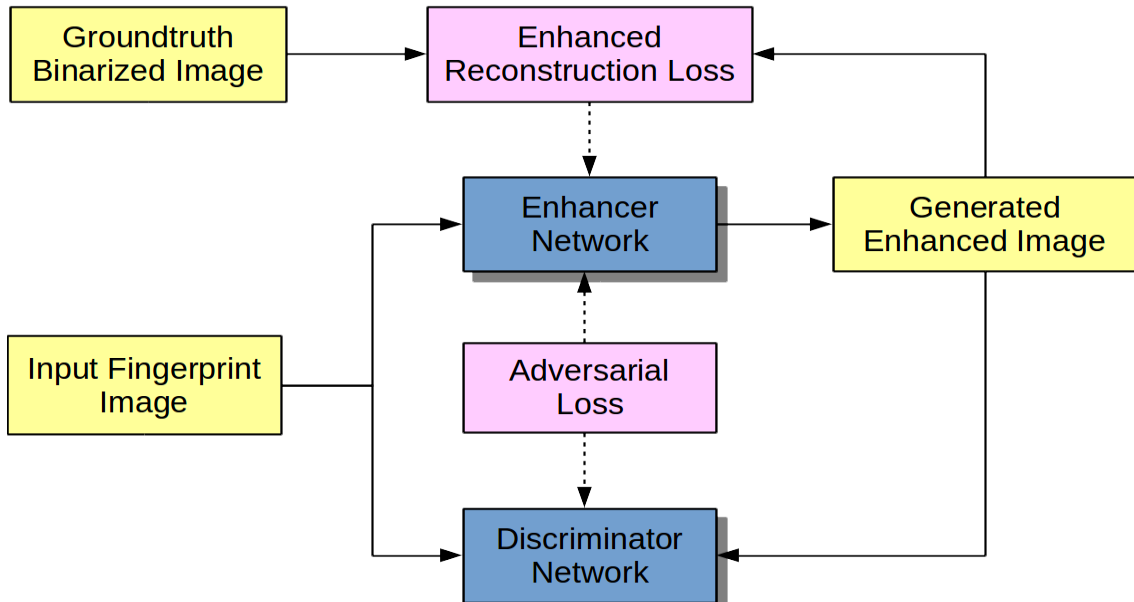 Groundtruth
Binarized Image
Enhanced
Reconstruction Loss
Enhancer
Network
Generated
Enhanced Image
Input Fingerprint
Image
Adversarial
Loss
Discriminator
Network